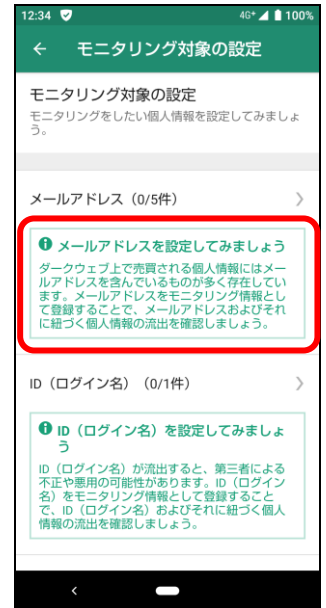 12:34 4G+ 100%
モニタリング対象の設定
モニタリング対象の設定
モニタリングをしたい個人情報を設定してみましょ
う。
メールアドレス（0/5件）
メールアドレスを設定してみましょう
ダークウェブ上で売買される個人情報にはメー
ルアドレスを含んでいるものが多く存在してい
ます。メールアドレスをモニタリング情報とし
て登録することで、メールアドレスおよびそれ
に紐づく個人情報の流出を確認しましょう。
ID（ログイン名）（0/1件）
ID（ログイン名）を設定してみましょ
う
ID（ログイン名）が流出すると、第三者による
不正や悪用の可能性があります。ID（ログイン
名）をモニタリング情報として登録すること
で、ID（ログイン名）およびそれに紐づく個人
情報の流出を確認しましょう。